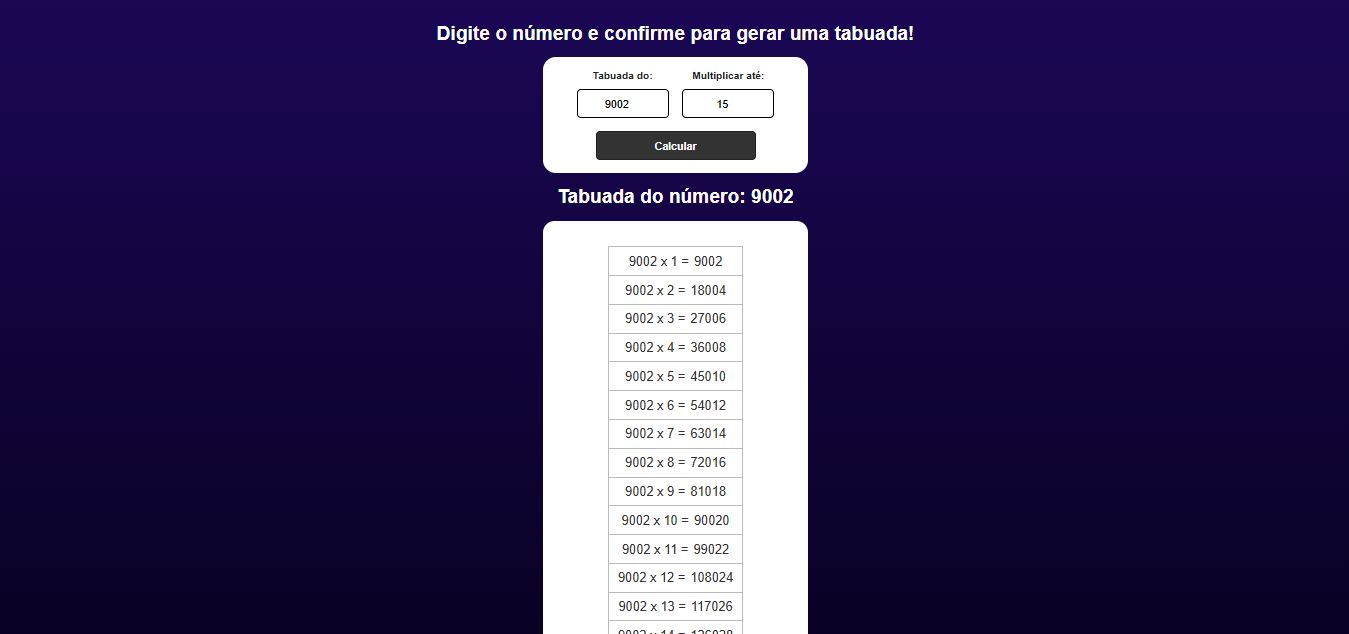 Digite o número e confirme para gerar uma tabuada!
Tabuada do: Multiplicar até:
9002 15
Calcular
Tabuada do número: 9002
9002 x 1 = 9002
9002 x 2 = 18004
9002 x 3 = 27006
9002 x 4 = 36008
9002 x 5 = 45010
9002 x 6 = 54012
9002 x 7 = 63014
9002 x 8 = 72016
9002 x 9 = 81018
9002 x 10 = 90020
9002 x 11 = 99022
9002 x 12 = 108024
9002 x 13 = 117026
9002 x 14 = 126028